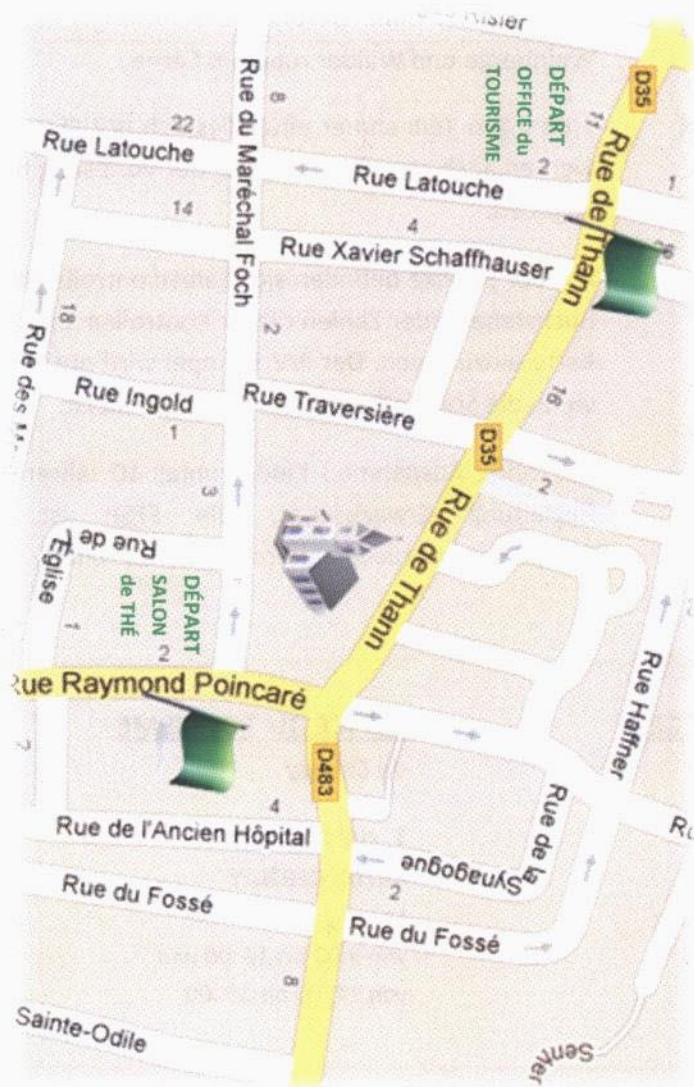 D35
DÉPART
OFFICE du
TOURISME
Rue du Maréchal Foch
8
11
Rue de Thann
22
2
1
Rue Latouche
Rue Latouche
14
4
Rue Xavier Schaffhauser
18
2
16
Rue des
Rue Ingold
Rue Traversière
1
D35
2
3
Rue de Thann
Rue de l'
Église
DÉPART
SALON
de THÉ
1
2
Rue Haffner
Rue Raymond Poincaré
D483
4
Rue de l'Ancien Hôpital
Rue de la
Synagogue
2
Rue du Fossé
Rue du Fossé
8
Sainte-Odile
Sentier